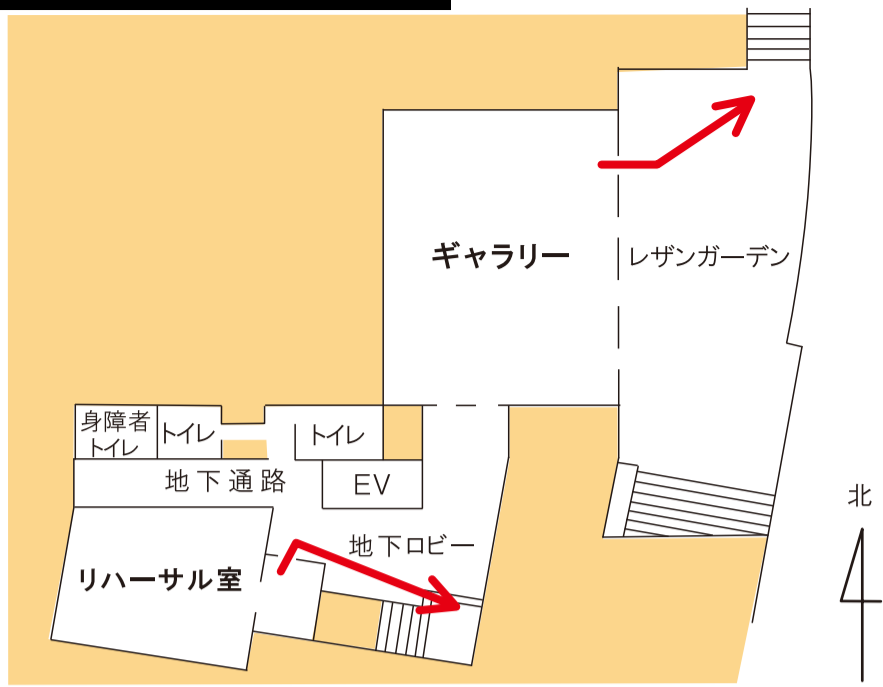 ギャラリー
レザンガーデン
身障者
トイレ
トイレ
トイレ
地下通路
EV
北
地下ロビー
リハーサル室